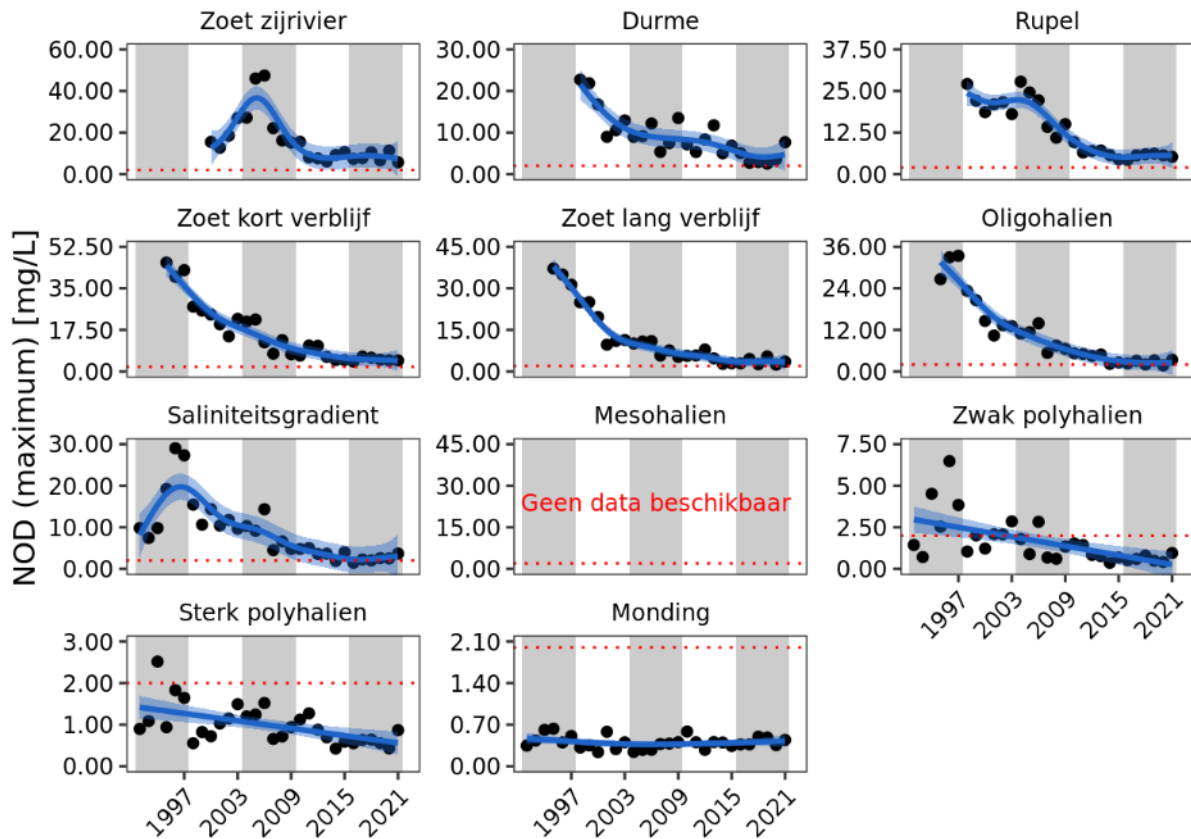 NOD (maximum) [mg/L]
Zoet zijrivier
60.00
40.00
20.00
0.00
Durme
30.00
20.00
10.00
0.00
Rupel
37.50
25.00
12.50
0.00
Zoet kort verblijf
52.50
35.00
17.50
0.00
Zoet lang verblijf
45.00
30.00
15.00
0.00
Oligohalien
36.00
24.00
12.00
0.00
Saliniteitsgradient
30.00
20.00
10.00
0.00
Mesohalien
45.00
30.00
15.00
0.00
Geen data beschikbaar
Zwak polyhalien
7.50
5.00
2.50
0.00
1997 2003 2009 2015 2021
Sterk polyhalien
3.00
2.00
1.00
0.00
1997 2003 2009 2015 2021
Monding
2.10
1.40
0.70
0.00
1997 2003 2009 2015 2021